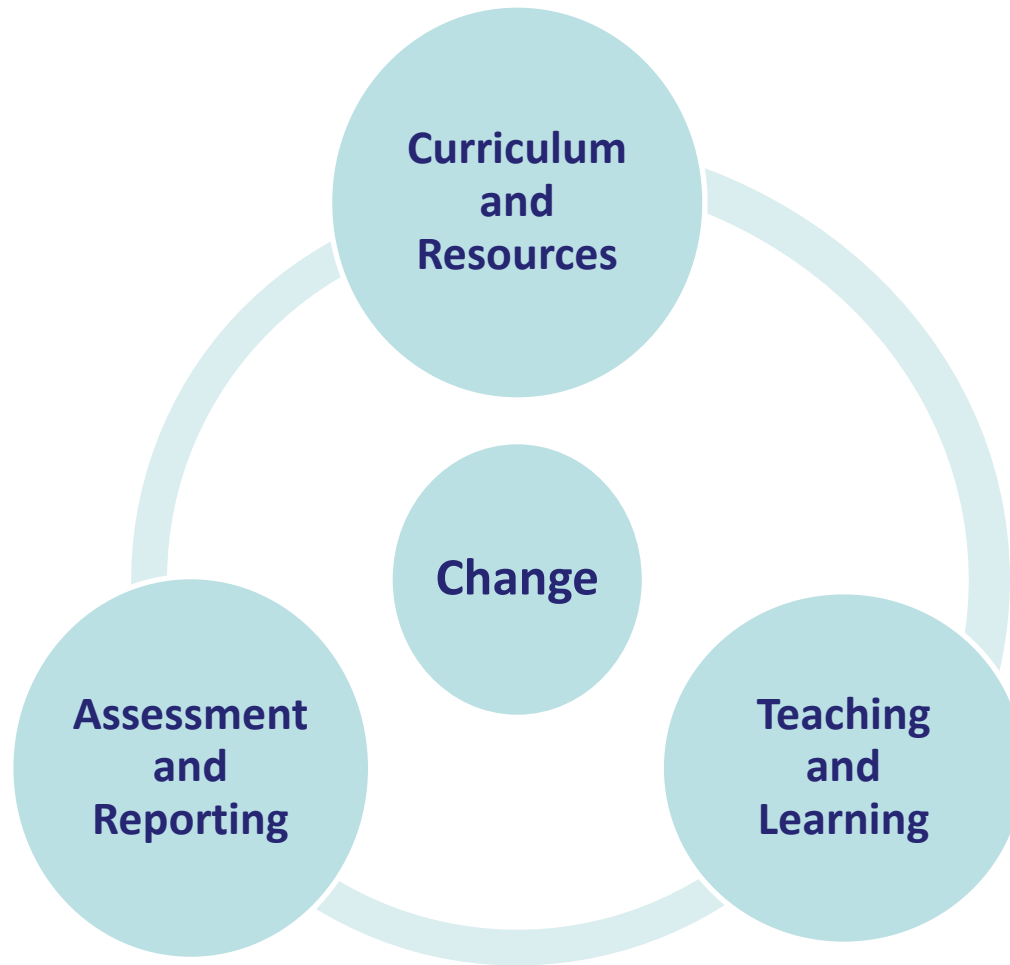 Curriculum
and
Resources
Change
Assessment
and
Reporting
Teaching
and
Learning